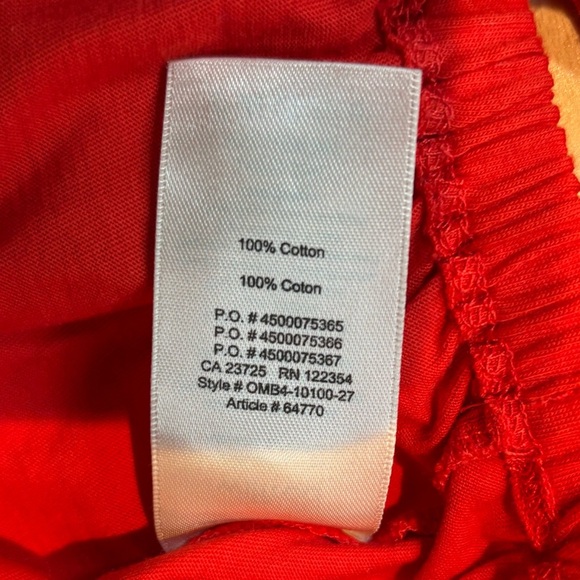 100% Cotton
100% Coton
P.O. # 4500075365
P.O. # 4500075366
P.O. # 4500075367
CA 23725 RN 122354
Style # OMB4-10100-27
Article # 64770